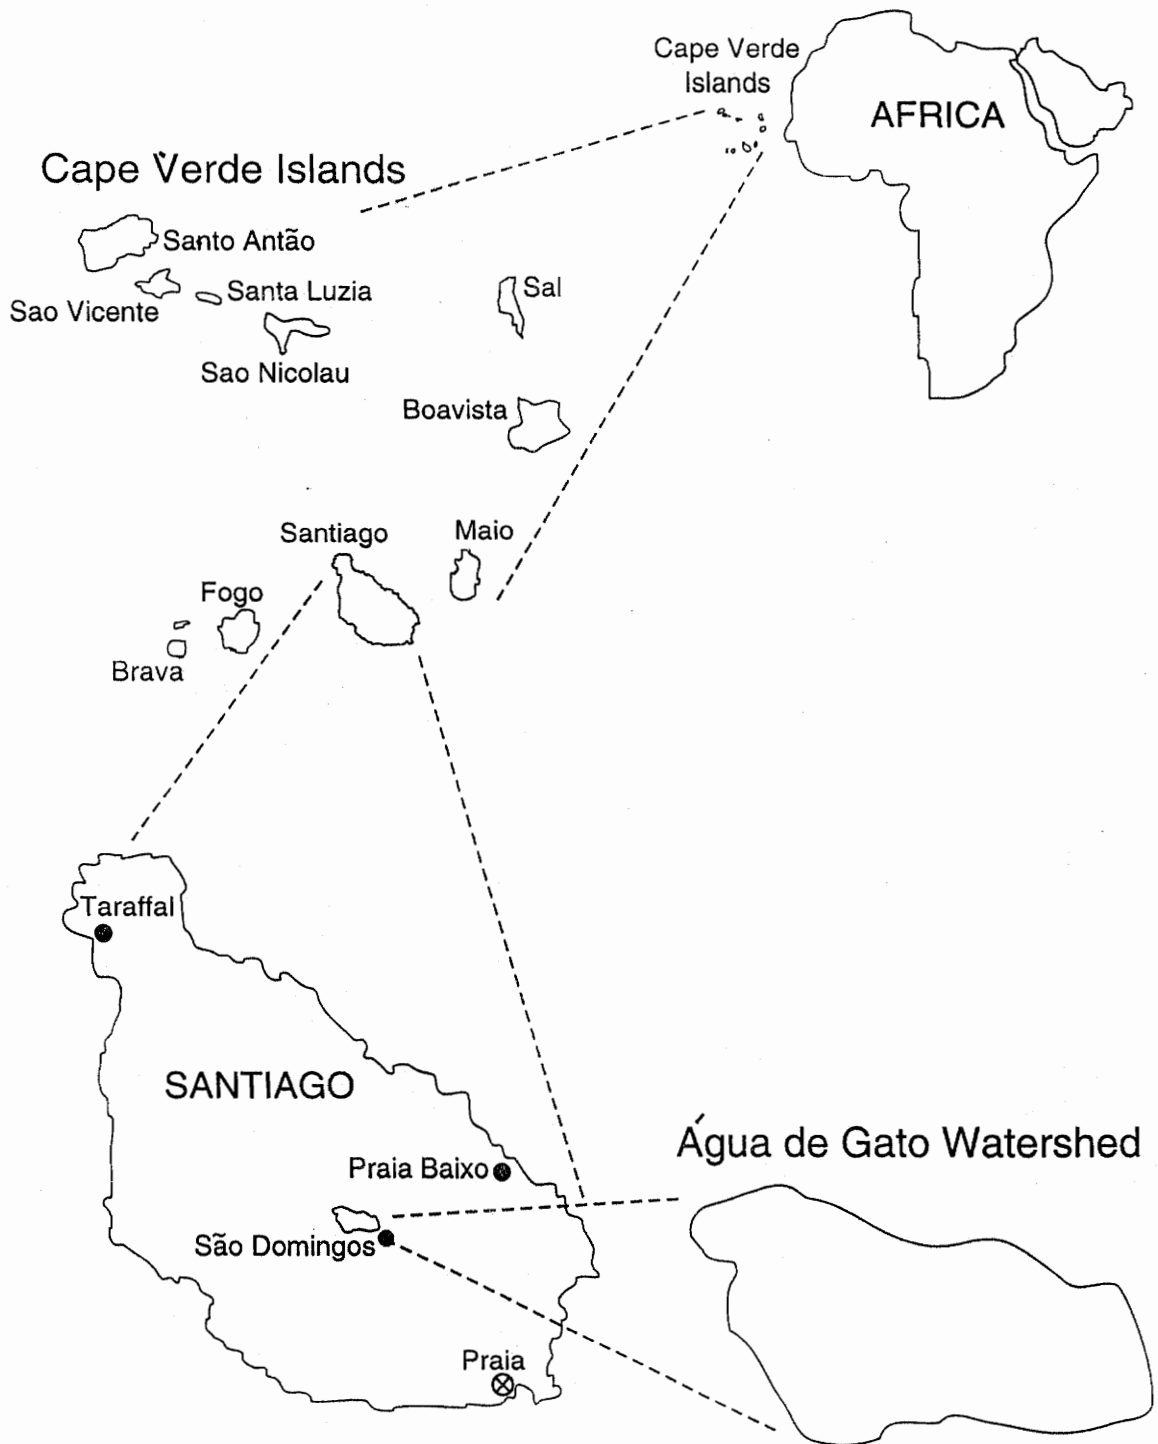 Cape Verde
Islands
AFRICA
Cape Verde Islands
Santo Antão
Sao Vicente
Santa Luzia
Sao Nicolau
Sal
Boavista
Santiago
Maio
Fogo
Brava
Taraffal
SANTIAGO
Praia Baixo
São Domingos
Praia
Água de Gato Watershed